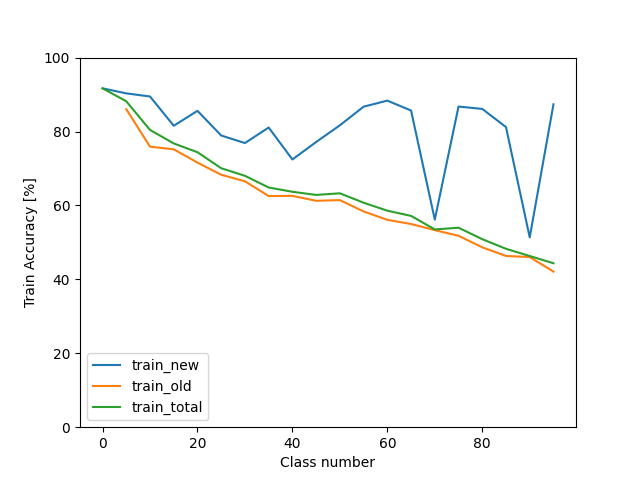 100
80
60
40
20
0
Train Accuracy [%]
train_new
train_old
train_total
0 20 40 60 80
Class number